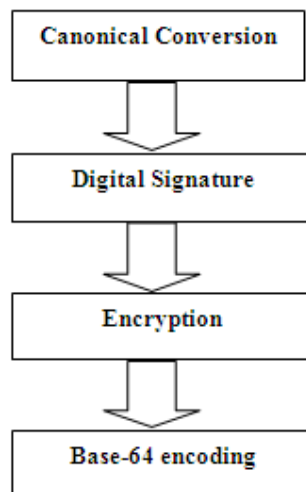 Canonical Conversion
Digital Signature
Encryption
Base-64 encoding